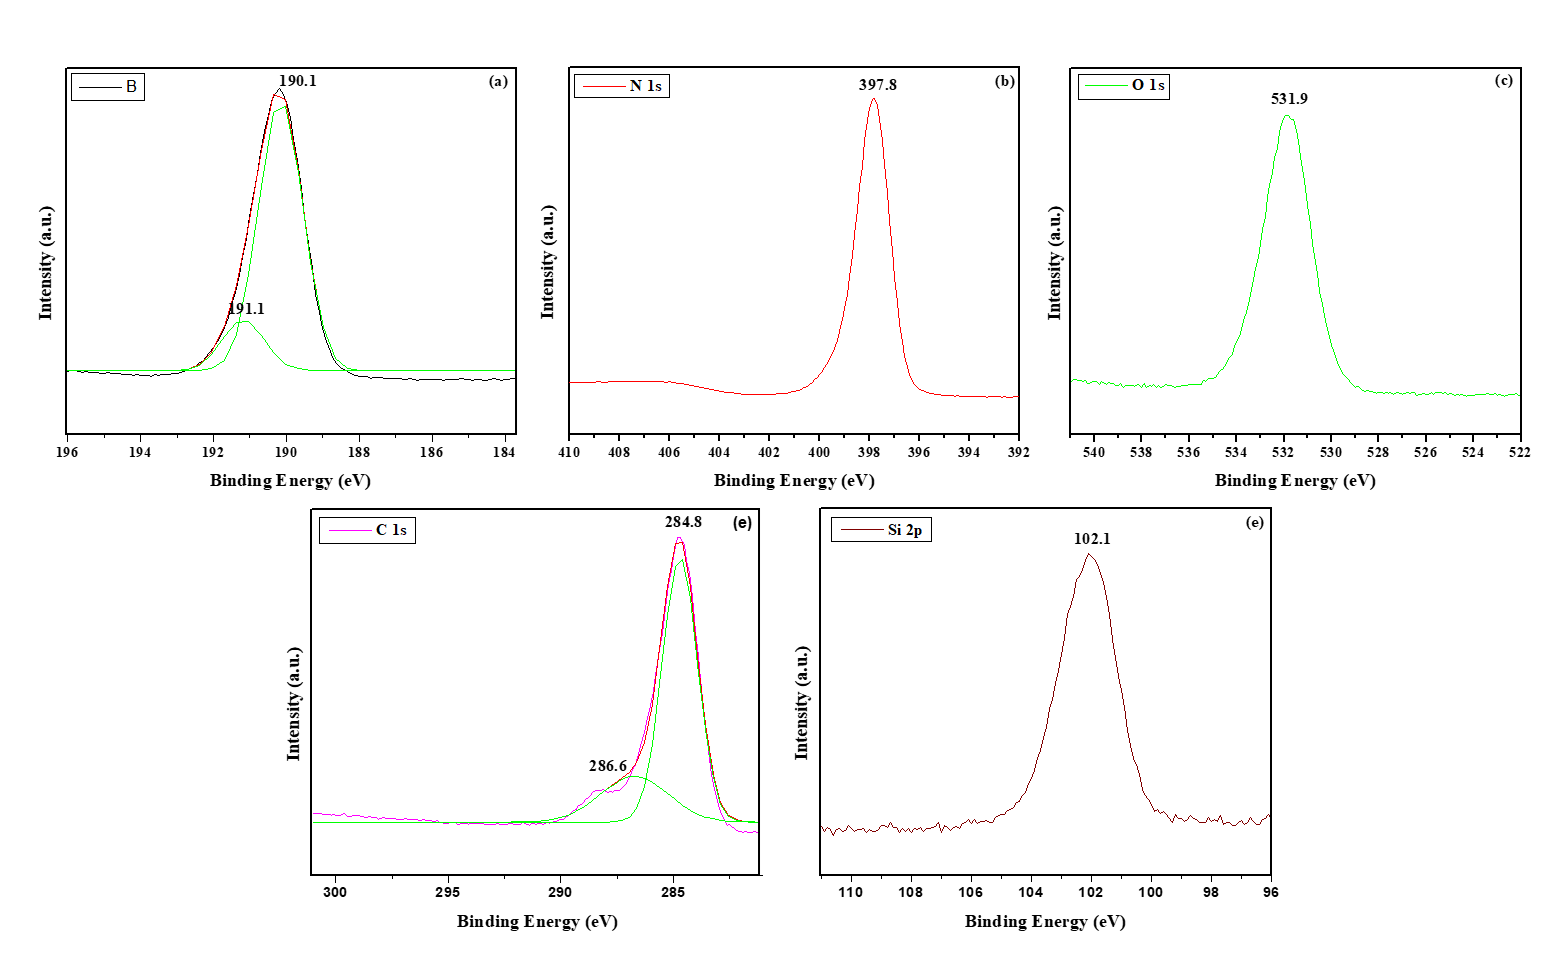 B
190.1
(a)
191.1
Intensity (a.u.)
196 194 192 190 188 186 184
Binding Energy (eV)
N 1s
397.8
(b)
Intensity (a.u.)
410 408 406 404 402 400 398 396 394 392
Binding Energy (eV)
O 1s
531.9
(c)
Intensity (a.u.)
540 538 536 534 532 530 528 526 524 522
Binding Energy (eV)
C 1s
284.8
(e)
286.6
Intensity (a.u.)
300 295 290 285
Binding Energy (eV)
Si 2p
102.1
(e)
Intensity (a.u.)
110 108 106 104 102 100 98 96
Binding Energy (eV)